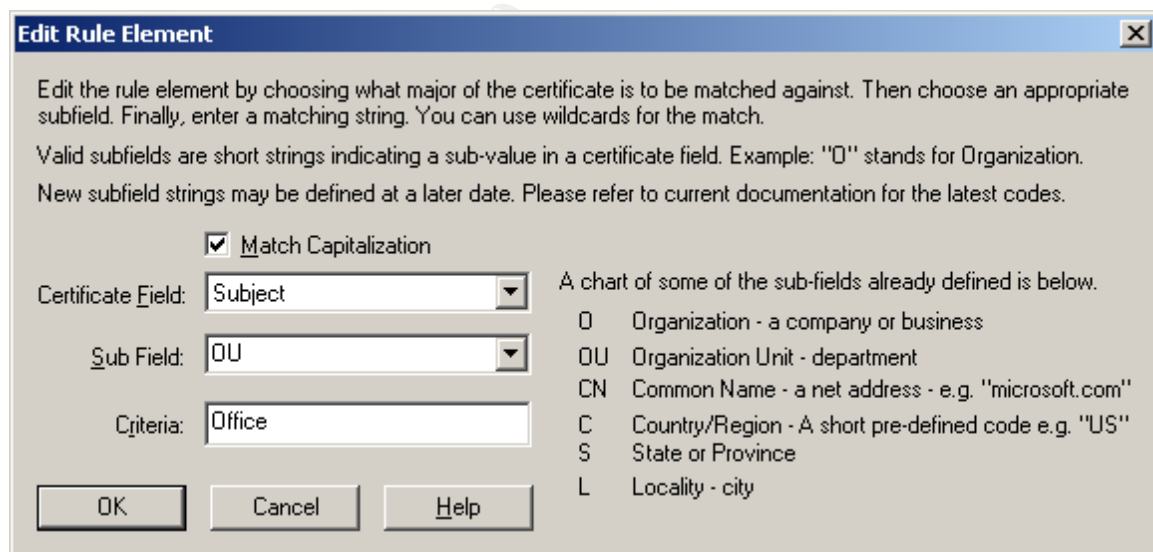 Edit Rule Element
Edit the rule element by choosing what major of the certificate is to be matched against. Then choose an appropriate
subfield. Finally, enter a matching string. You can use wildcards for the match.
Valid subfields are short strings indicating a sub-value in a certificate field. Example: "O" stands for Organization.
New subfield strings may be defined at a later date. Please refer to current documentation for the latest codes.
Match Capitalization
Certificate Field: Subject
Sub Field: OU
Criteria: Office
OK Cancel Help
A chart of some of the sub-fields already defined is below.
O Organization - a company or business
OU Organization Unit - department
CN Common Name - a net address - e.g. "microsoft.com"
C Country/Region - A short pre-defined code e.g. "US"
S State or Province
L Locality - city